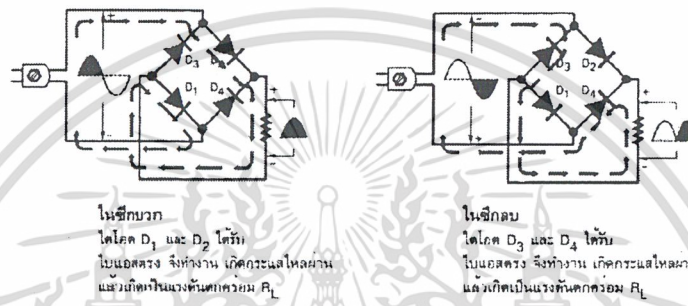 D3
D1
D4
D3
D2
D1
D4
ในซีกบวก
ไดโอด D1 และ D2 ได้รับ
ไบแอสตรง จึงทำงาน เกิดกระแสไหลผ่าน
แล้วเกิดเป็นแรงดันตกคร่อม RL
ในซีกลบ
ไดโอด D3 และ D4 ได้รับ
ไบแอสตรง จึงทำงาน เกิดกระแสไหลผ่า
แล้วเกิดเป็นแรงดันตกคร่อม RL